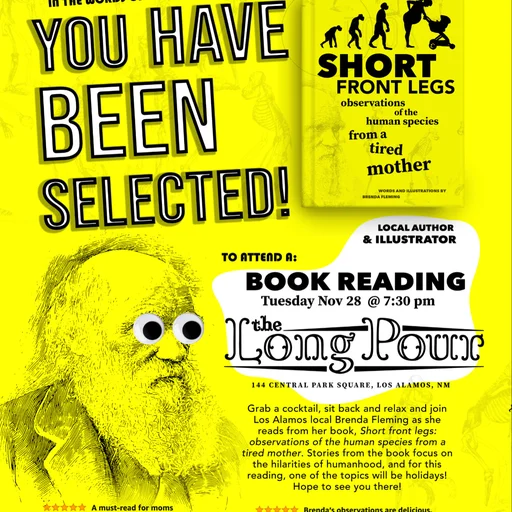 IN THE WORDS OF
YOU HAVE
BEEN
SELECTED!
SHORT
FRONT LEGS
observations
of the
human species
from a
tired
mother
WORDS AND ILLUSTRATIONS BY
BRENDA FLEMING
LOCAL AUTHOR
& ILLUSTRATOR
TO ATTEND A:
BOOK READING
Tuesday Nov 28 @ 7:30 pm
the
Long Pour
144 CENTRAL PARK SQUARE, LOS ALAMOS, NM
Grab a cocktail, sit back and relax and join
Los Alamos local Brenda Fleming as she
reads from her book, Short front legs:
observations of the human species from a
tired mother. Stories from the book focus on
the hilarities of humanhood, and for this
reading, one of the topics will be holidays!
Hope to see you there!
A must-read for moms
Brenda's observations are delicious,